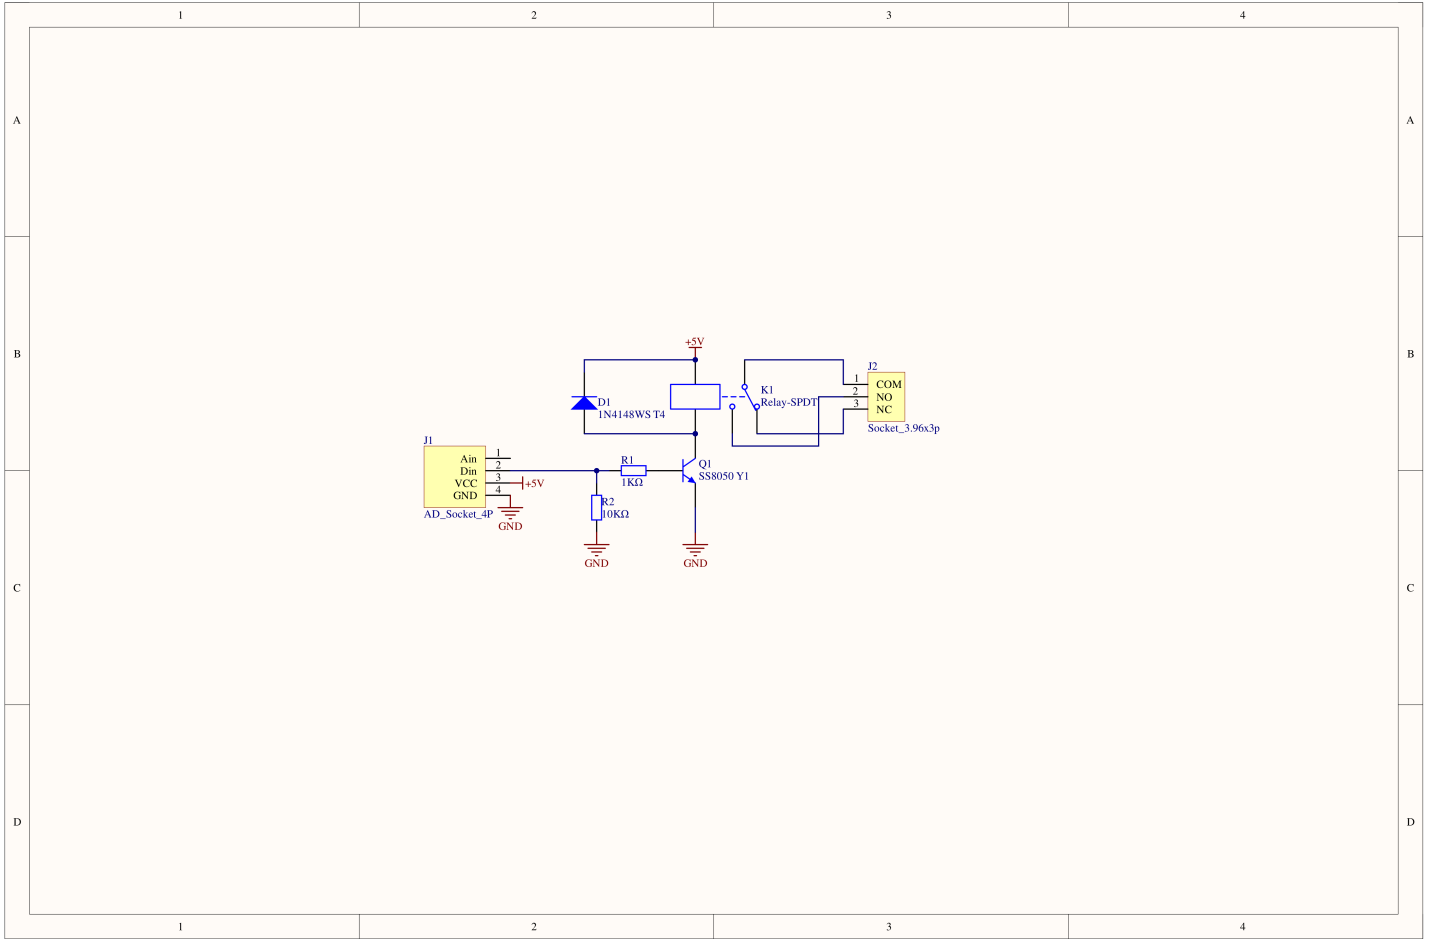 1 2 3 4
A A
+5V
B B
J2
K1
1 COM
2 NO
3 NC
Relay-SPDT
D1
1N4148WS T4
Socket_3.96x3p
J1
Ain 1
Din 2
VCC 3
GND 4
+5V
AD_Socket_4P
GND
R1
1KΩ
Q1
SS8050 Y1
R2
10KΩ
GND GND
C C
D D
1 2 3 4